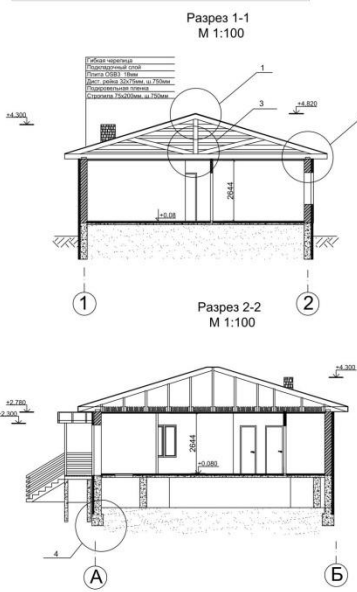 Разрез 1-1
М 1:100
Гибкая черепица
Подкладочный слой
Плита OSB3 18мм
Дист. рейка 32x75мм, ш.750мм
Подкровельная пленка
Стропила 75x200мм, ш.750мм
1
3
+4.300
+4.820
+0.08
2644
1
2
Разрез 2-2
М 1:100
+4.300
+2.780
+2.300
2644
+0.080
4
А
Б